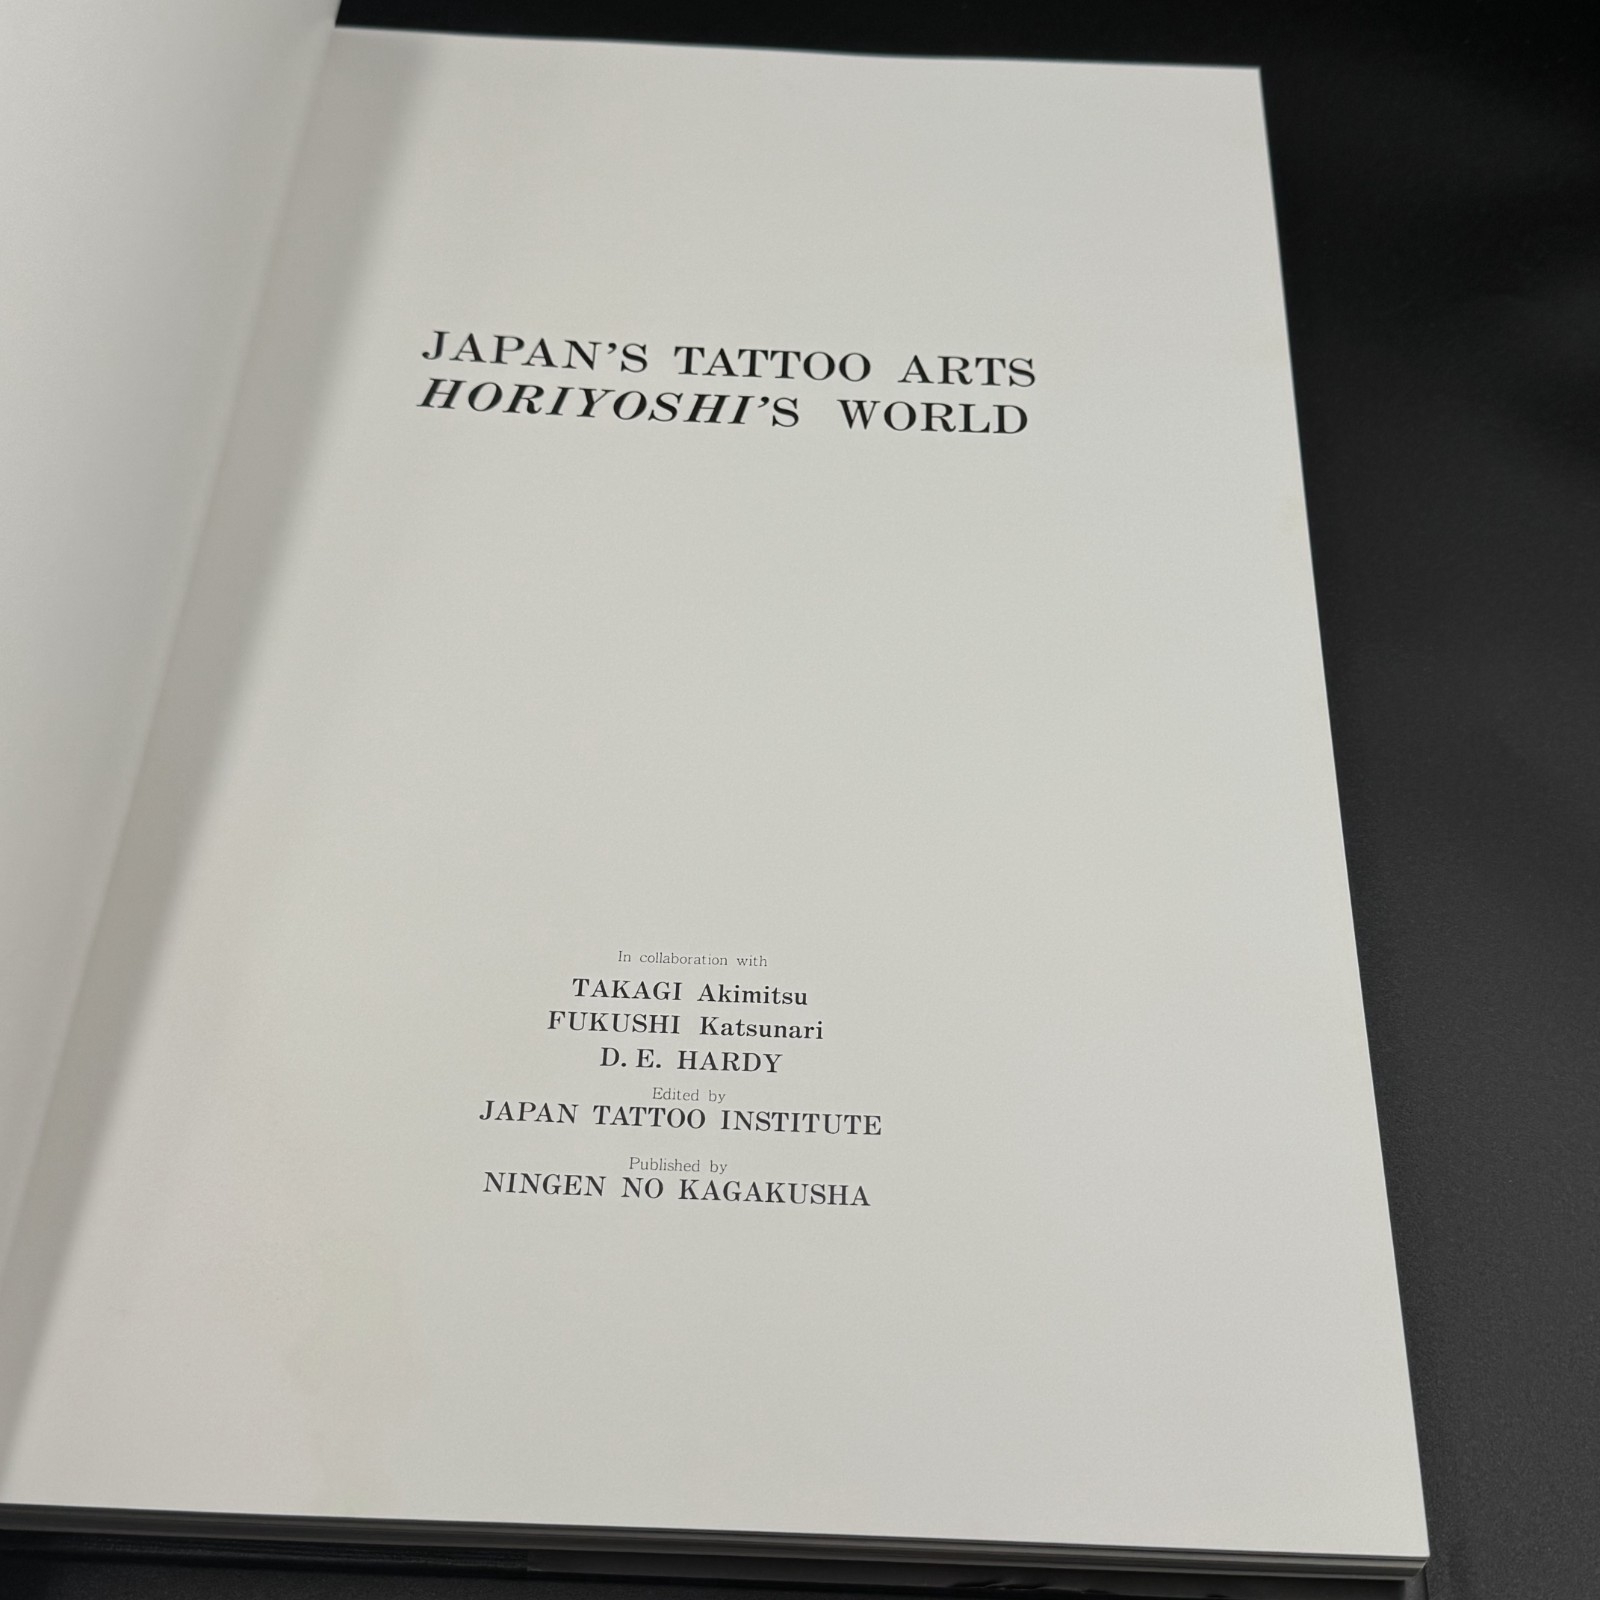 JAPAN'S TATTOO ARTS
HORIYOSHI'S WORLD
In collaboration with
TAKAGI Akimitsu
FUKUSHI Katsunari
D. E. HARDY
Edited by
JAPAN TATTOO INSTITUTE
Published by
NINGEN NO KAGAKUSHA